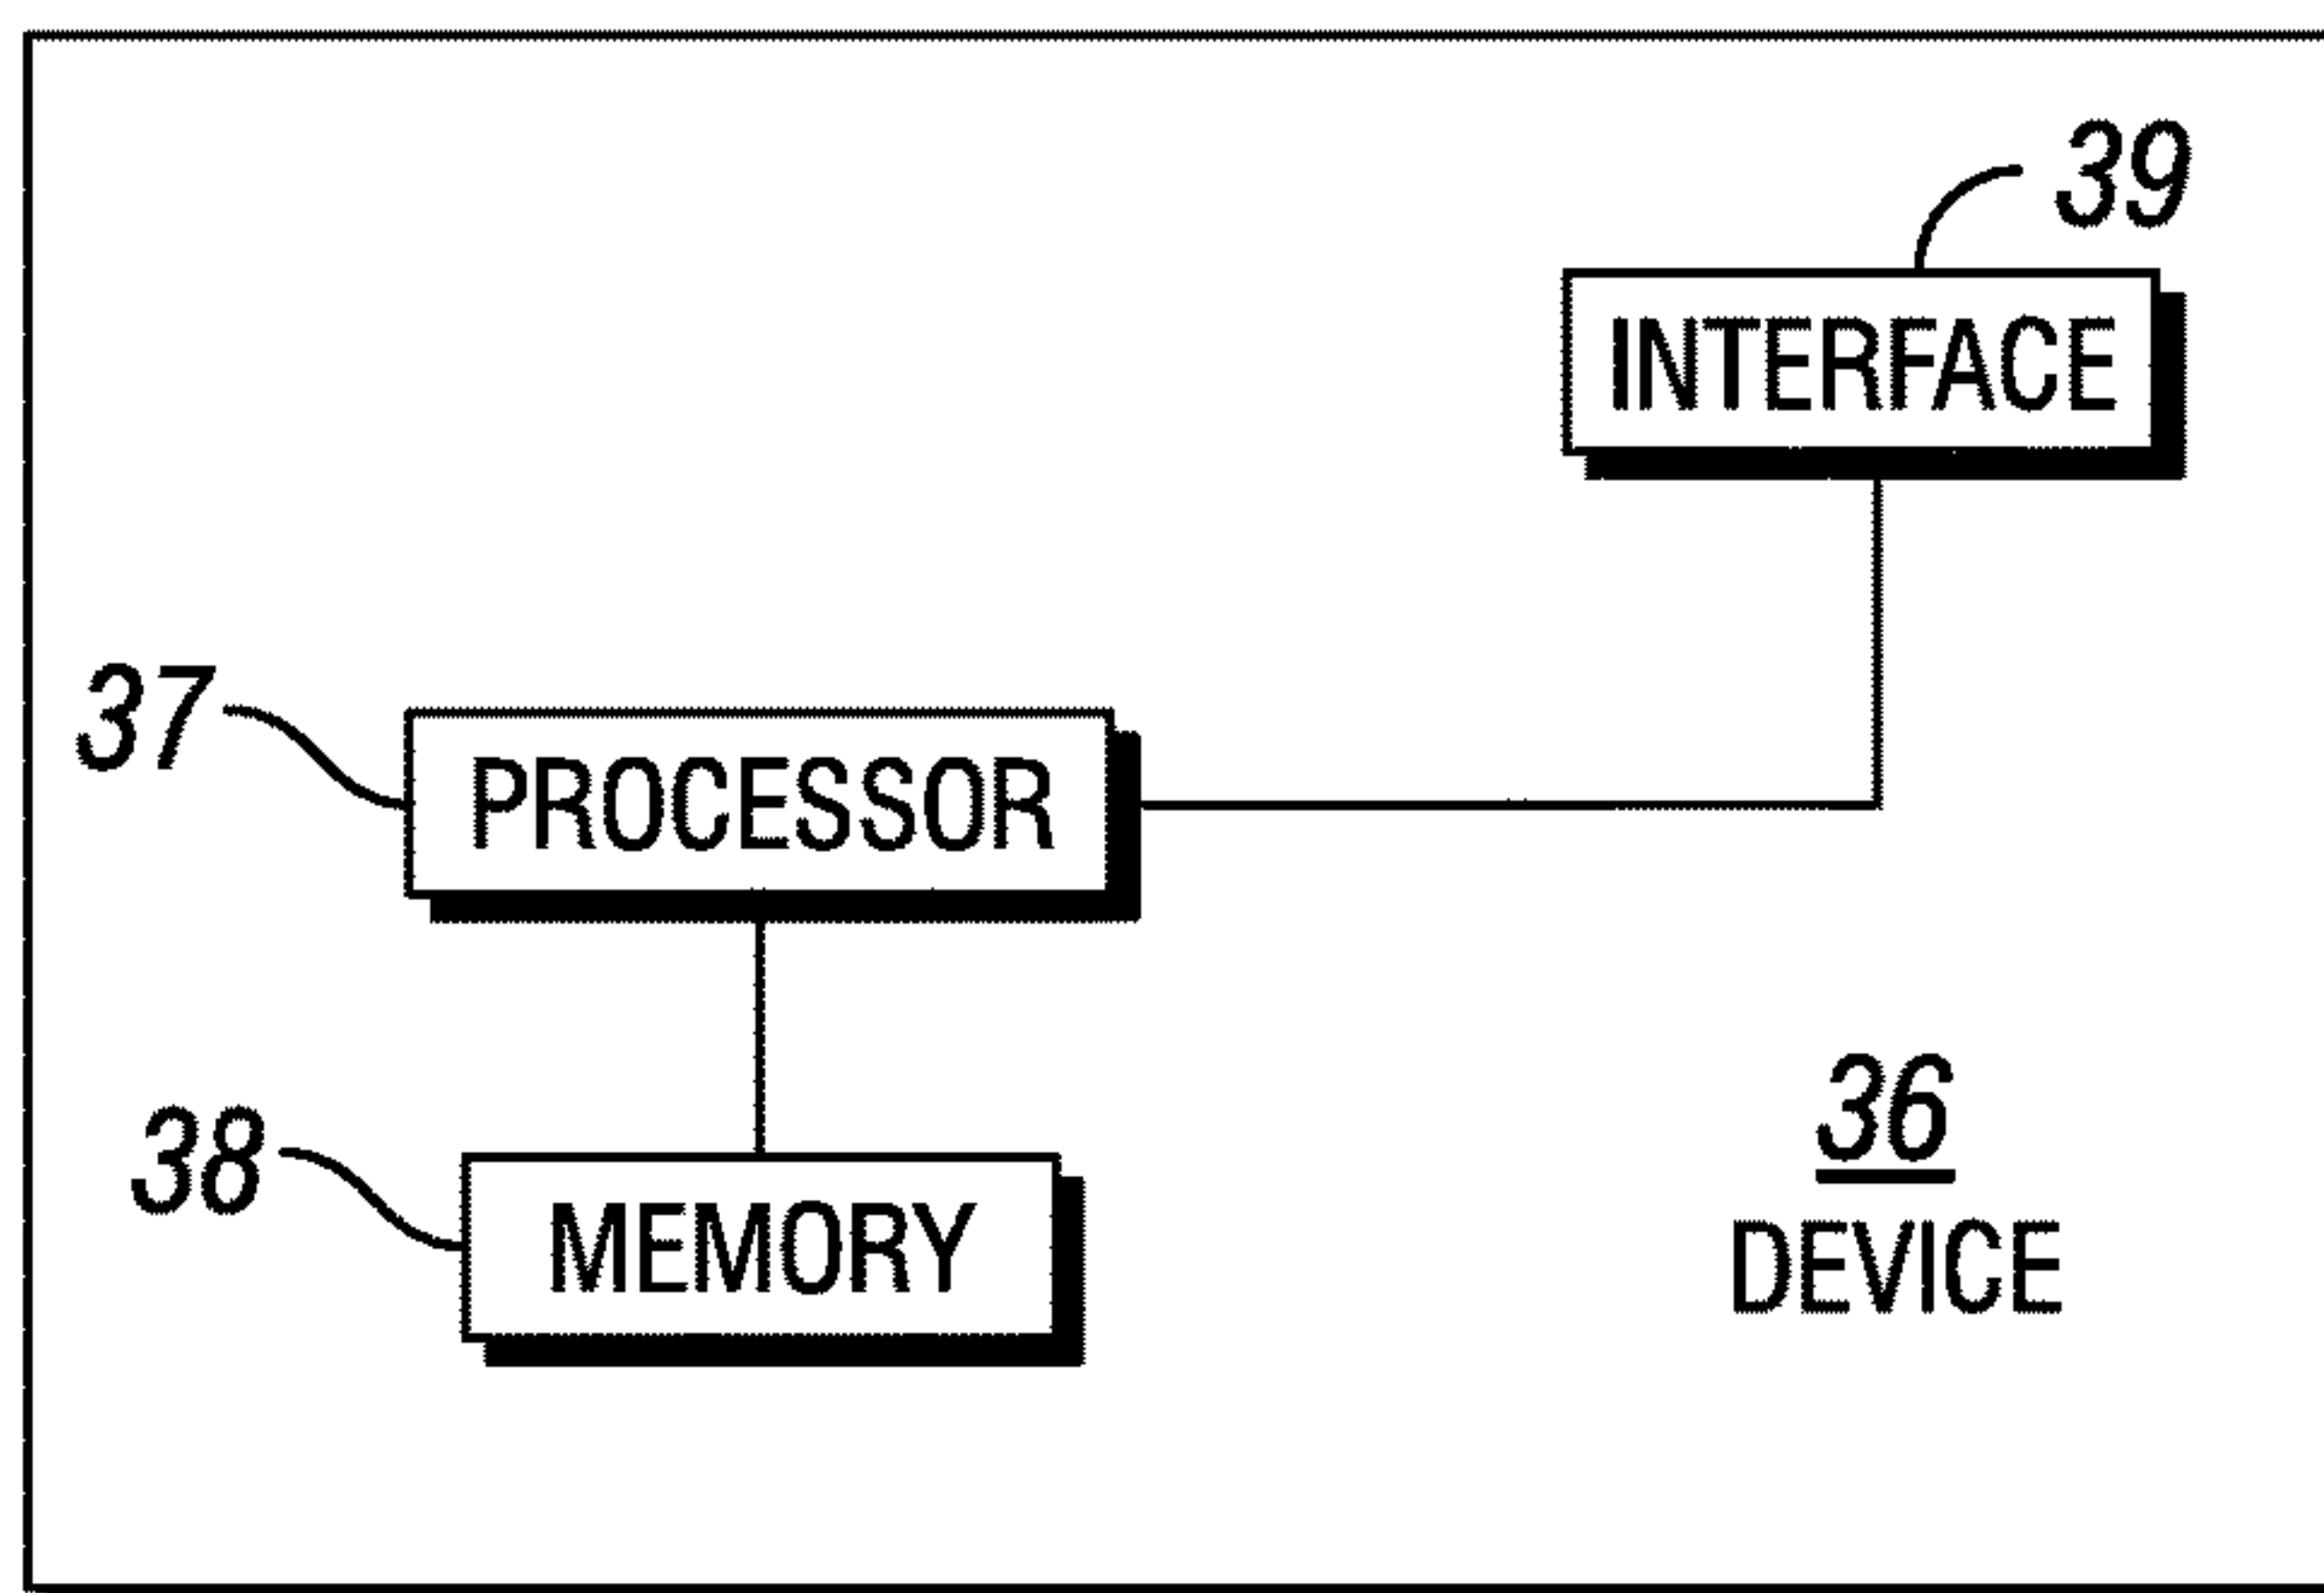 39
INTERFACE
37
PROCESSOR
38
MEMORY
36
DEVICE